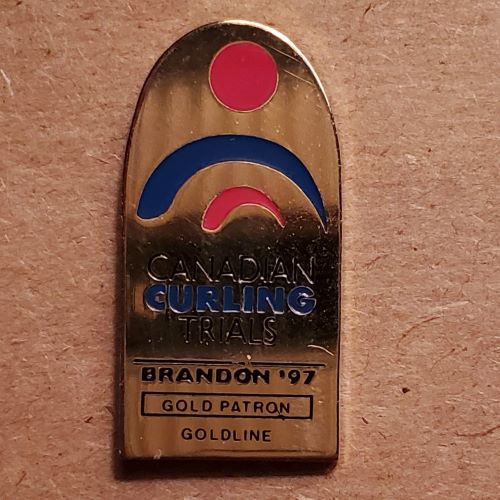 CANADIAN
CURLING
TRIALS
BRANDON '97
GOLD PATRON
GOLDLINE